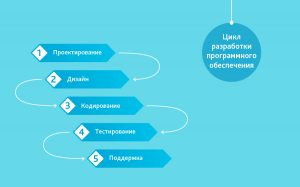 Цикл
разработки
программного
обеспечения
1 Проектирование
2 Дизайн
3 Кодирование
4 Тестирование
5 Поддержка